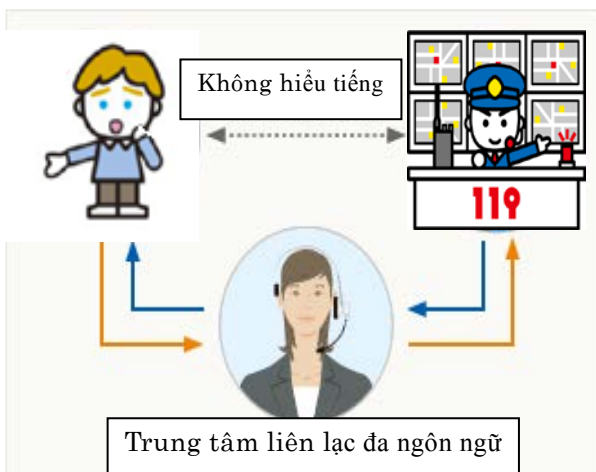 Không hiểu tiếng
119
Trung tâm liên lạc đa ngôn ngữ